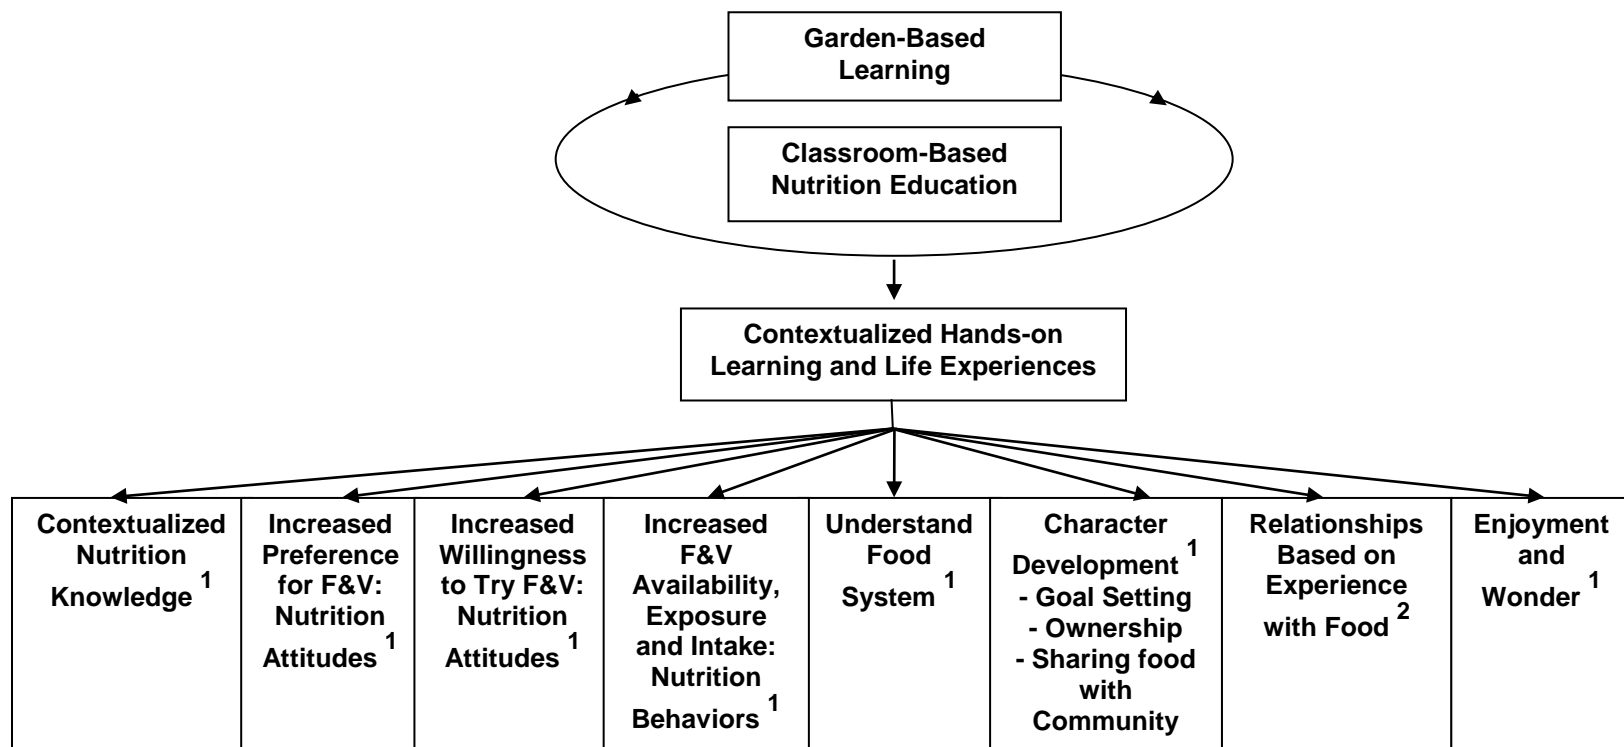 Garden-Based
Learning
Classroom-Based
Nutrition Education
Contextualized Hands-on
Learning and Life Experiences
Contextualized
Nutrition
Knowledge 1
Increased
Preference
for F&V:
Nutrition
Attitudes 1
Increased
Willingness
to Try F&V:
Nutrition
Attitudes 1
Increased
F&V
Availability,
Exposure
and Intake:
Nutrition
Behaviors 1
Understand
Food
System 1
Character
Development 1
- Goal Setting
- Ownership
- Sharing food
with
Community
Relationships
Based on
Experience
with Food 2
Enjoyment
and
Wonder 1